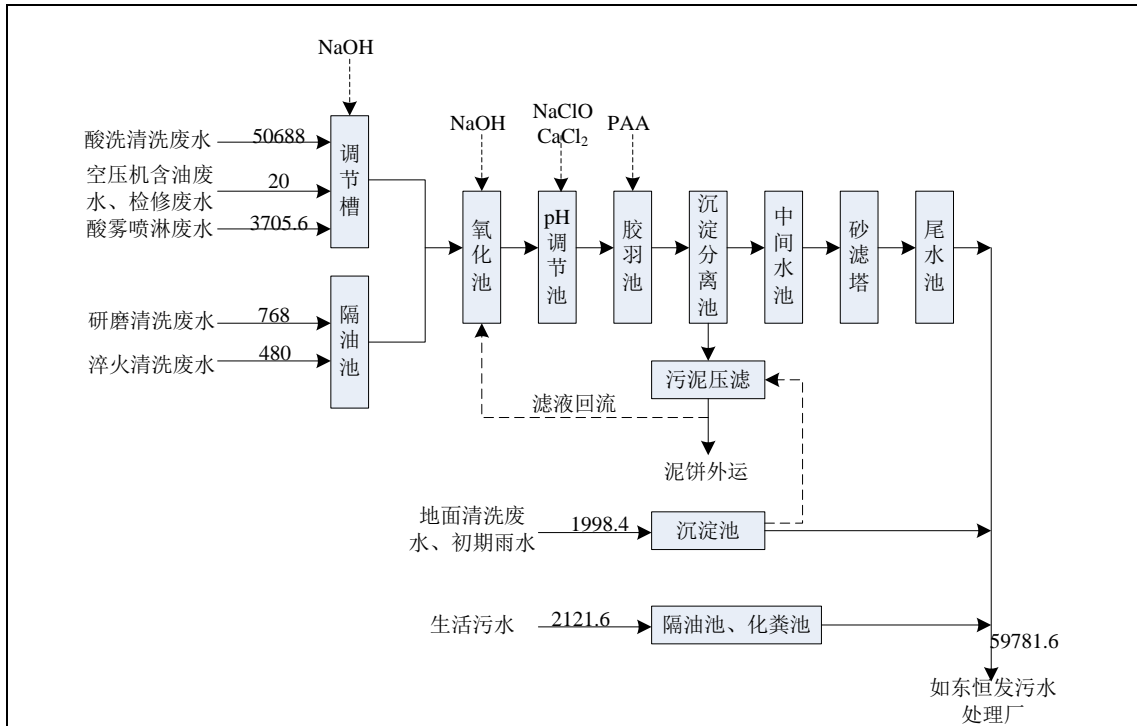 NaOH
酸洗清洗废水
50688
空压机含油废
水、检修废水
20
酸雾喷淋废水
3705.6
调节槽
研磨清洗废水
768
淬火清洗废水
480
隔油池
NaOH
NaClO
CaCl₂
PAA
氧化池
pH
调节池
胶羽池
沉淀分离池
中间水池
砂滤塔
尾水池
污泥压滤
滤液回流
泥饼外运
地面清洗废
水、初期雨水
1998.4
沉淀池
生活污水
2121.6
隔油池、化粪池
59781.6
如东恒发污水
处理厂